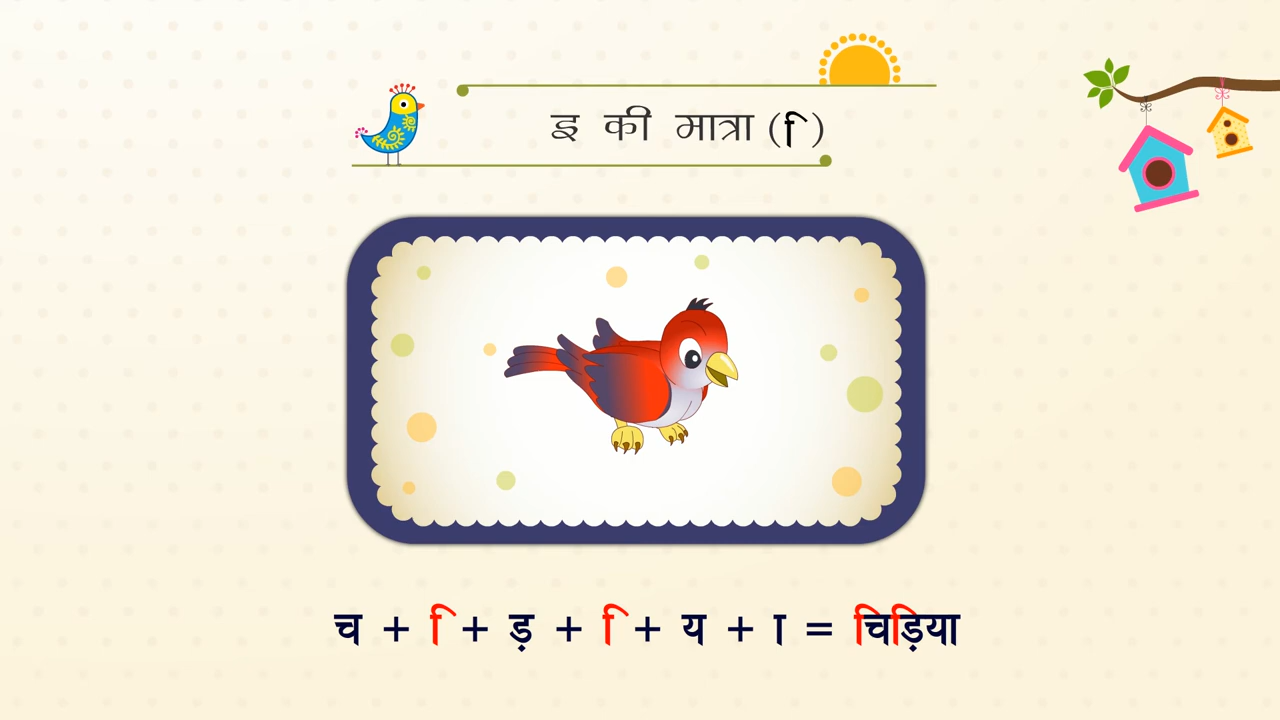 इ की मात्रा ( ि )
च + ि + ड़ + ि + य + ा = चिड़िया